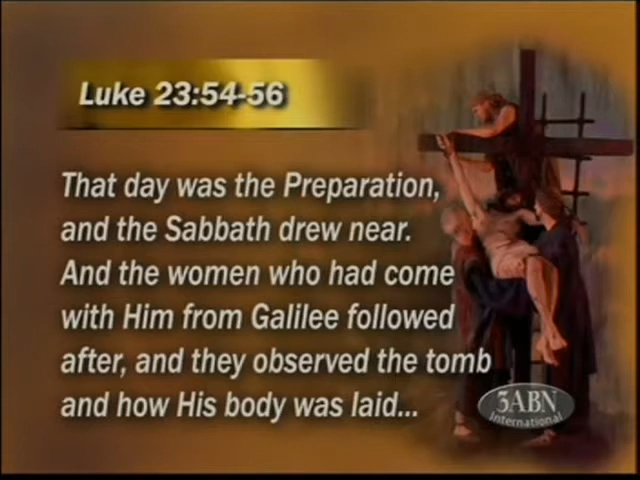 Luke 23:54-56
That day was the Preparation,
and the Sabbath drew near.
And the women who had come
with Him from Galilee followed
after, and they observed the tomb
and how His body was laid...
3ABN
International